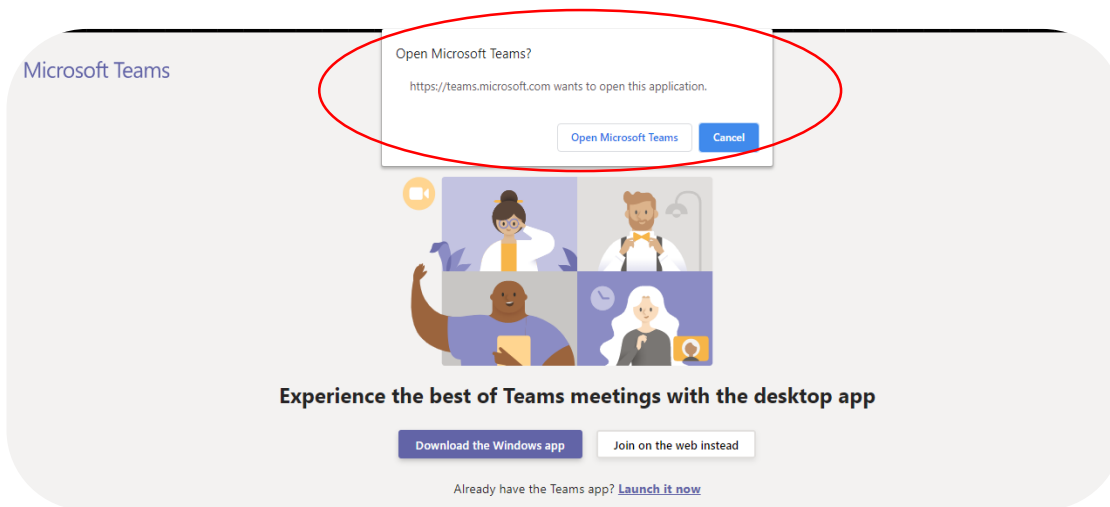 Microsoft Teams
Open Microsoft Teams?
https://teams.microsoft.com wants to open this application.
Open Microsoft Teams Cancel
Experience the best of Teams meetings with the desktop app
Download the Windows app Join on the web instead
Already have the Teams app? Launch it now